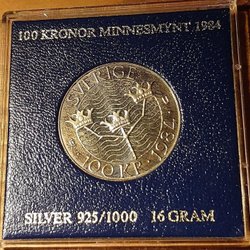 100 KRONOR MINNESMYNT 1984
SVERIGE
100 KR · 1984
SILVER 925/1000 16 GRAM